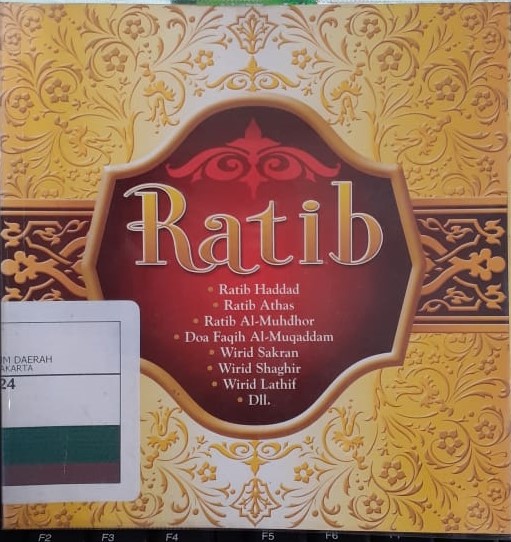 Ratib
• Ratib Haddad
• Ratib Athas
• Ratib Al-Muhdhor
• Doa Faqih Al-Muqaddam
• Wirid Sakran
• Wirid Shaghir
• Wirid Lathif
• Dll.
M DAERAH
AKARTA
24
F2 F3 F4 F5 F6